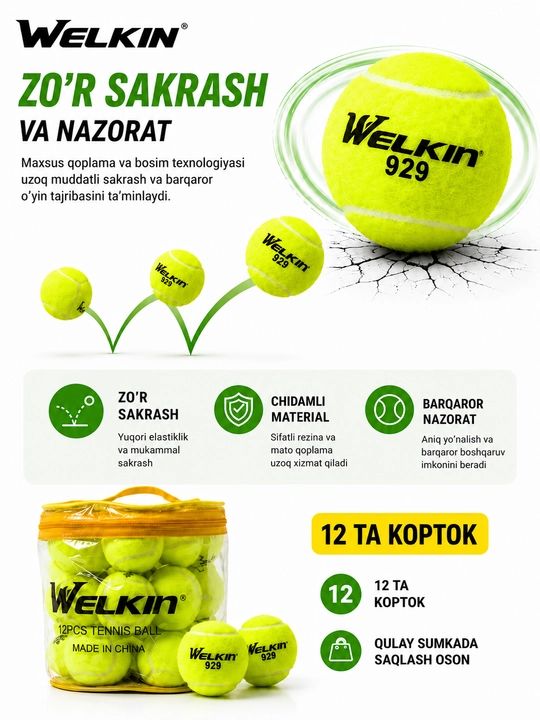 WELKIN®
ZO'R SAKRASH
VA NAZORAT
Maxsus qoplama va bosim texnologiyasi
uzoq muddatli sakrash va barqaror
o'yin tajribasini ta'minlaydi.
WELKIN®
929
WELKIN
929
WELKIN
929
ZO'R
SAKRASH
Yuqori elastiklik
va mukammal
sakrash
CHIDAMLI
MATERIAL
Sifatli rezina va
mato qoplama
uzoq xizmat qiladi
BARQAROR
NAZORAT
Aniq yo'nalish va
barqaror boshqaruv
imkonini beradi
WELKIN®
12PCS TENNIS BALL
MADE IN CHINA
WELKIN
929
WELKIN
929
12 TA KOPTOK
12
12 TA
KOPTOK
QULAY SUMKADA
SAQLASH OSON